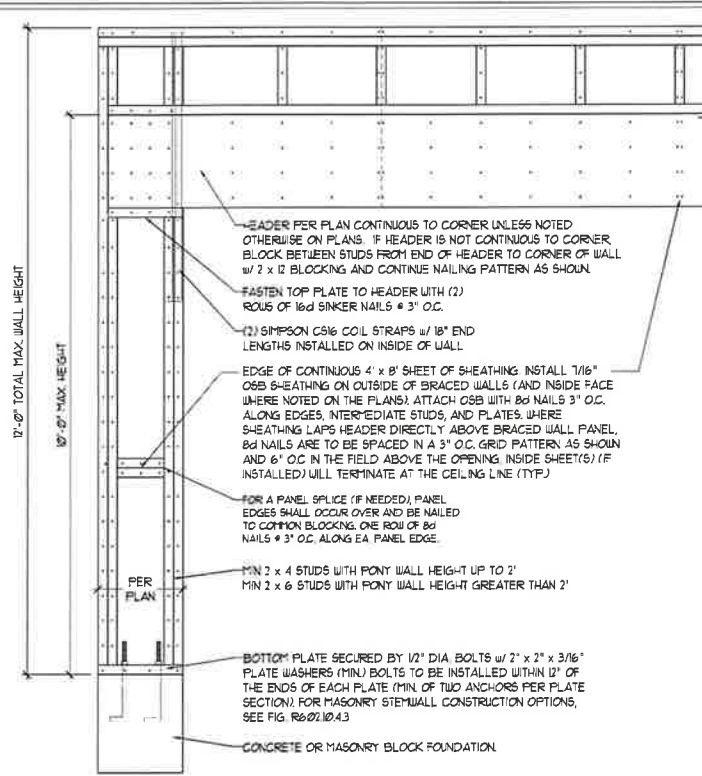 12'-0" TOTAL MAX. WALL HEIGHT
10'-0" MAX. HEIGHT
HEADER PER PLAN CONTINUOUS TO CORNER UNLESS NOTED
OTHERWISE ON PLANS. IF HEADER IS NOT CONTINUOUS TO CORNER,
BLOCK BETWEEN STUDS FROM END OF HEADER TO CORNER OF WALL
w/ 2 x 12 BLOCKING AND CONTINUE NAILING PATTERN AS SHOWN.
FASTEN TOP PLATE TO HEADER WITH (2)
ROWS OF 16d SINKER NAILS @ 3" O.C.
(2) SIMPSON CS16 COIL STRAPS w/ 18" END
LENGTHS INSTALLED ON INSIDE OF WALL
EDGE OF CONTINUOUS 4' x 8' SHEET OF SHEATHING. INSTALL 7/16"
OSB SHEATHING ON OUTSIDE OF BRACED WALLS (AND INSIDE FACE
WHERE NOTED ON THE PLANS). ATTACH OSB WITH 8d NAILS 3" O.C.
ALONG EDGES, INTERMEDIATE STUDS, AND PLATES. WHERE
SHEATHING LAPS HEADER DIRECTLY ABOVE BRACED WALL PANEL,
8d NAILS ARE TO BE SPACED IN A 3" O.C. GRID PATTERN AS SHOWN
AND 6" O.C. IN THE FIELD ABOVE THE OPENING. INSIDE SHEET(S) (IF
INSTALLED) WILL TERMINATE AT THE CEILING LINE (TYP.)
FOR A PANEL SPLICE (IF NEEDED), PANEL
EDGES SHALL OCCUR OVER AND BE NAILED
TO COMMON BLOCKING. ONE ROW OF 8d
NAILS @ 3" O.C. ALONG EA. PANEL EDGE.
MIN 2 x 4 STUDS WITH PONY WALL HEIGHT UP TO 2'
MIN 2 x 6 STUDS WITH PONY WALL HEIGHT GREATER THAN 2'
PER
PLAN
BOTTOM PLATE SECURED BY 1/2" DIA. BOLTS w/ 2" x 2" x 3/16"
PLATE WASHERS (MIN.) BOLTS TO BE INSTALLED WITHIN 12" OF
THE ENDS OF EACH PLATE (MIN. OF TWO ANCHORS PER PLATE
SECTION). FOR MASONRY STEMWALL CONSTRUCTION OPTIONS,
SEE FIG. R602.10.4.3
CONCRETE OR MASONRY BLOCK FOUNDATION.